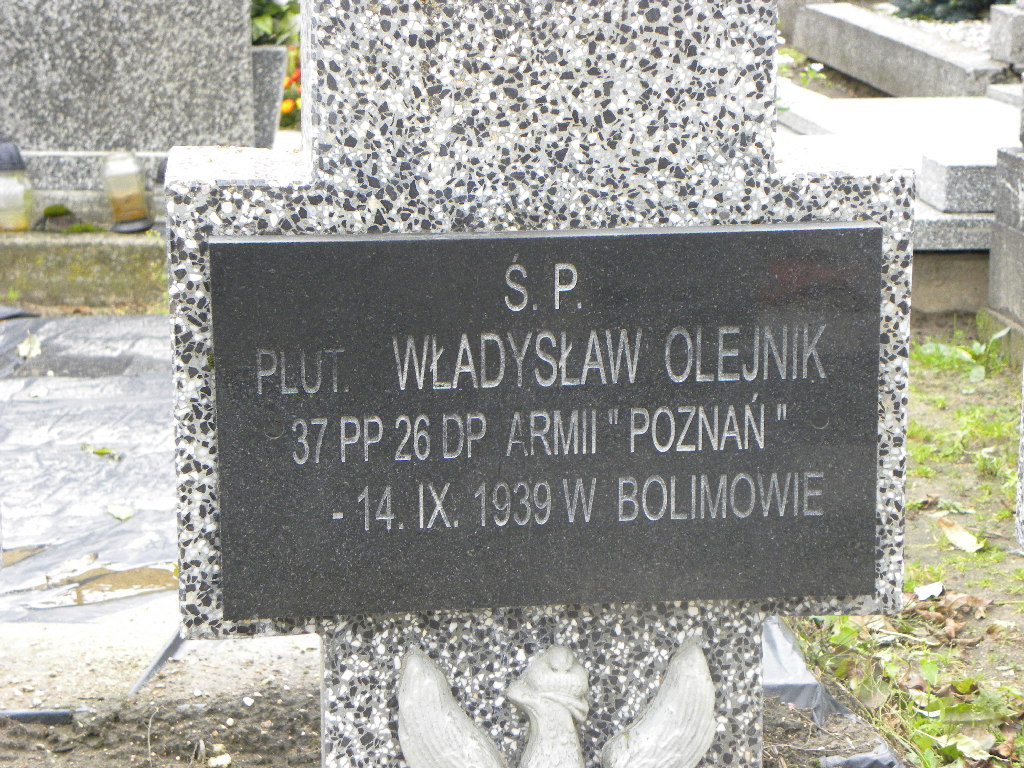 Ś. P.
PLUT. WŁADYSŁAW OLEJNIK
37 PP 26 DP ARMII "POZNAŃ"
- 14. IX. 1939 W BOLIMOWIE